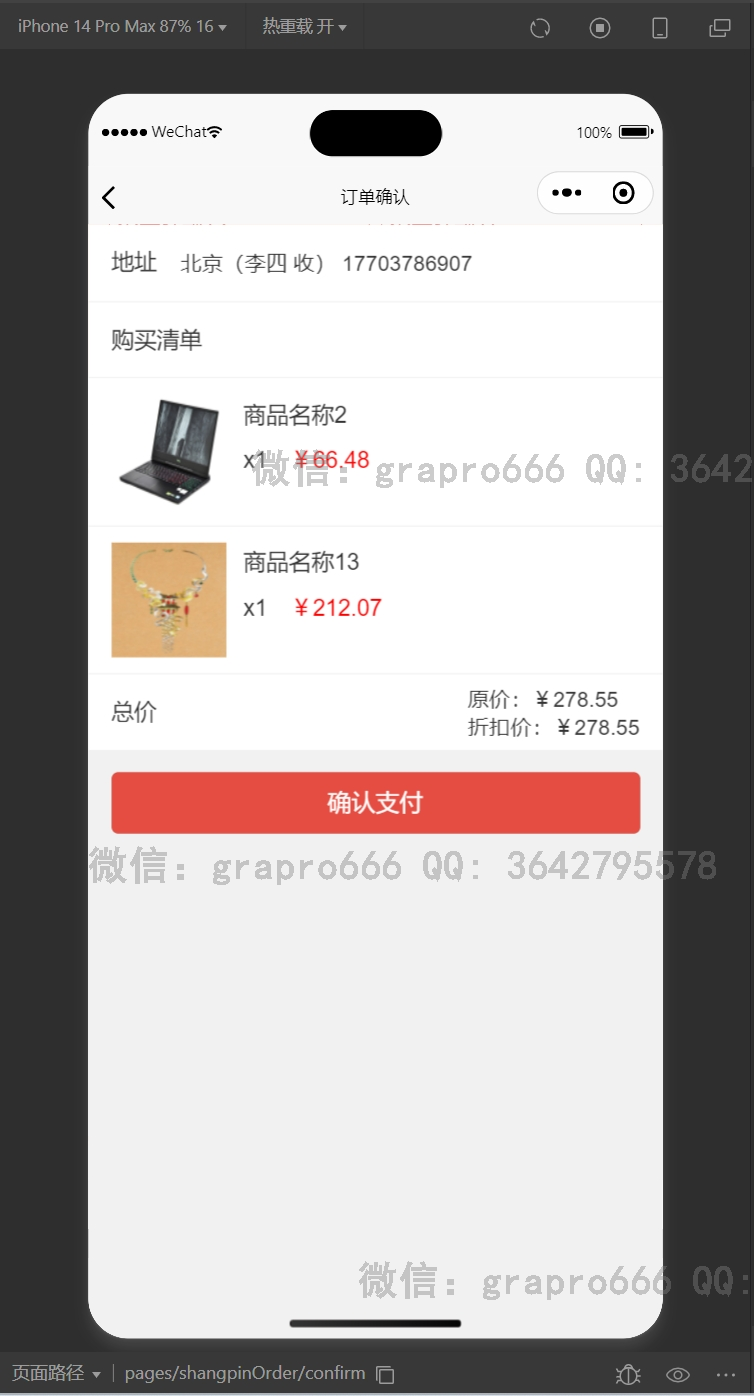 iPhone 14 Pro Max 87% 16 热重载 开
WeChat 100%
订单确认
地址 北京（李四 收） 17703786907
购买清单
商品名称2
x1 ￥66.48
微信：grapro666 QQ：3642
商品名称13
x1 ￥212.07
总价
原价：￥278.55
折扣价：￥278.55
确认支付
微信：grapro666 QQ：3642795578
微信：grapro666 QQ：
页面路径 pages/shangpinOrder/confirm